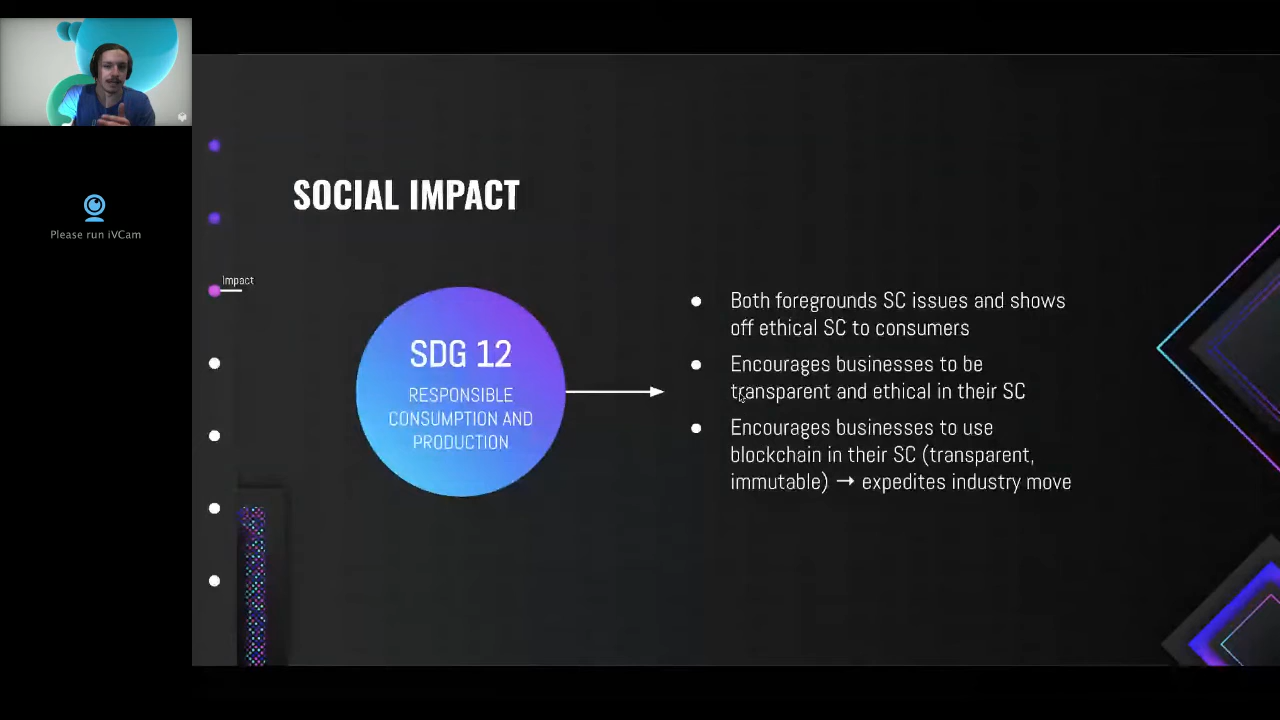 Please run iVCam
SOCIAL IMPACT
Impact
SDG 12
RESPONSIBLE
CONSUMPTION AND
PRODUCTION
● Both foregrounds SC issues and shows
off ethical SC to consumers
● Encourages businesses to be
transparent and ethical in their SC
● Encourages businesses to use
blockchain in their SC (transparent,
immutable) → expedites industry move